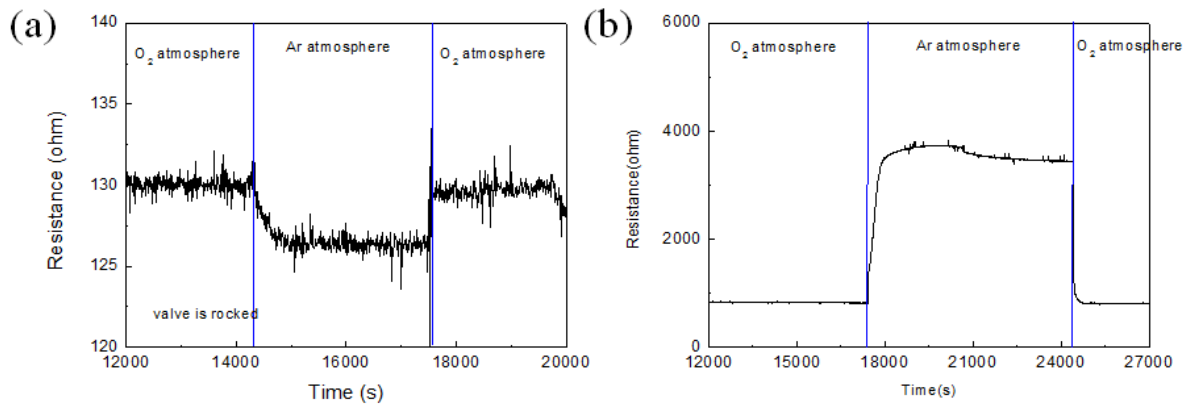 (a)
140
135
130
125
120
Resistance (ohm)
O2 atmosphere
Ar atmosphere
O2 atmosphere
valve is rocked
12000 14000 16000 18000 20000
Time (s)
(b)
6000
4000
2000
0
Resistance(ohm)
O2 atmosphere
Ar atmosphere
O2 atmosphere
12000 15000 18000 21000 24000 27000
Time(s)